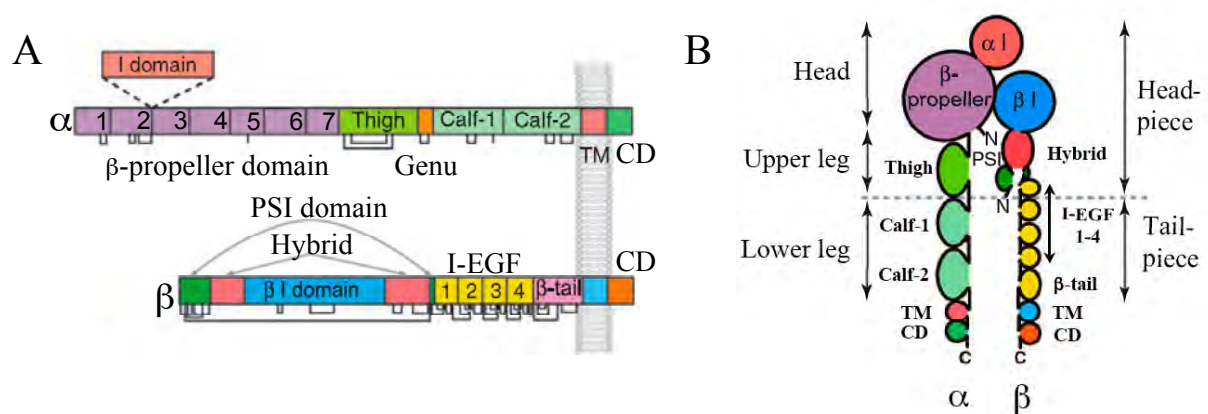 A
I domain
α 1 2 3 4 5 6 7 Thigh Calf-1 Calf-2
β-propeller domain Genu TM CD
PSI domain
Hybrid I-EGF CD
β β I domain 1 2 3 4 β-tail
B
Head
Upper leg
Lower leg
α I
β-propeller
β I
N
PSI
N
Thigh
Hybrid
Calf-1
I-EGF
1-4
Calf-2
β-tail
TM
TM
CD
CD
C
C
α
β
Head-
piece
Tail-
piece